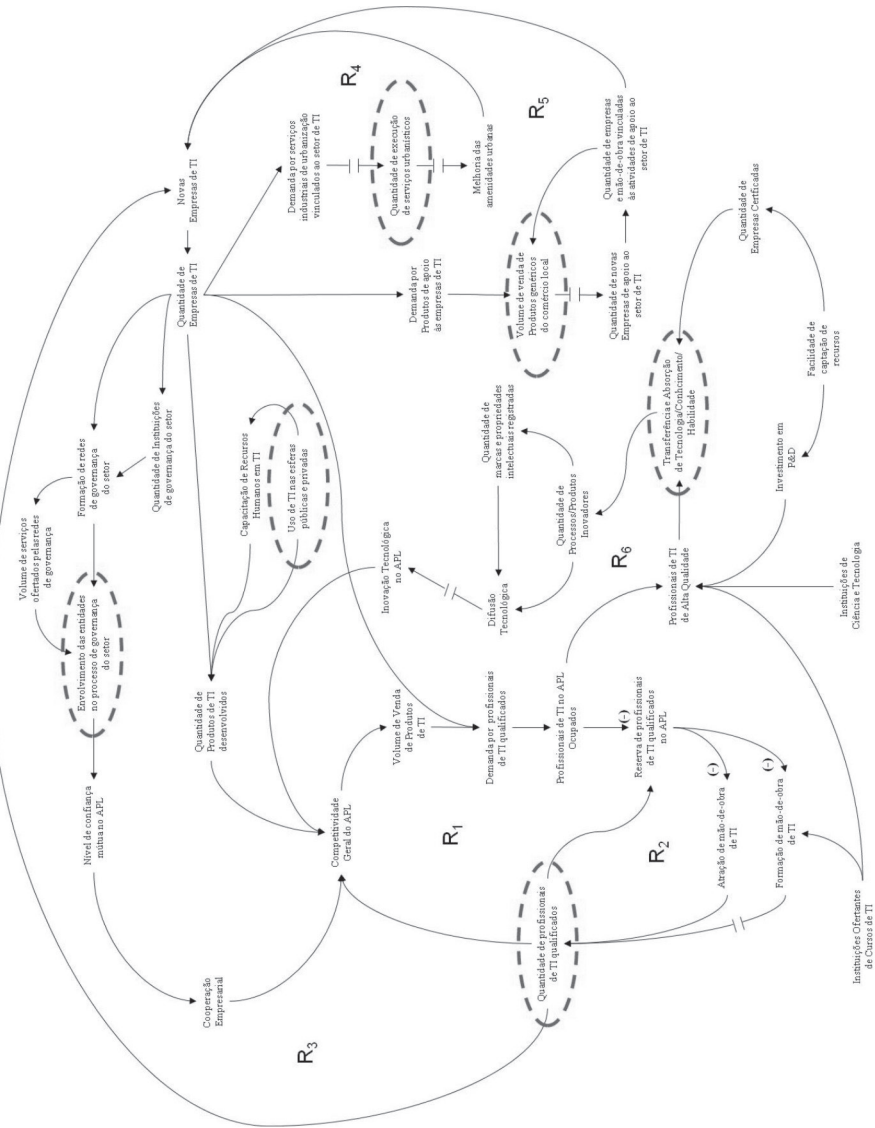 Volume de serviços
ofertados pelas redes
de governança
Formação de redes
de governança
do setor
Envolvimento das entidades
no processo de governança
do setor
Nível de confiança
mútua no APL
Quantidade de Instituições
de governança do setor
Novas
Empresas de TI
Quantidade de
Empresas de TI
Quantidade de
Produtos de TI
desenvolvidos
Cooperação
Empresarial
Capacitação de Recursos
Humanos em TI
Uso de TI nas esferas
públicas e privadas
Demanda por serviços
industriais de urbanização
vinculados ao setor de TI
R3
R4
Competitividade
Geral do APL
Inovação Tecnológica
no APL
Quantidade de execução
de serviços urbanísticos
Volume de Venda
de Produtos
de TI
Demanda por
Produtos de apoio
às empresas de TI
R1
Melhoria das
amenidades urbanas
Demanda por profissionais
de TI qualificados
Difusão
Tecnológica
Quantidade de
marcas e propriedades
intelectuais registradas
Volume de venda de
Produtos genéricos
do comércio local
R5
Quantidade de profissionais
de TI qualificados
Profissionais de TI no APL
Ocupados
Quantidade de
Processos/Produtos
Inovadores
Quantidade de novas
Empresas de apoio ao
setor de TI
Quantidade de empresas
e mão-de-obra vinculadas
às atividades de apoio ao
setor de TI
(-)
Reserva de profissionais
de TI qualificados
no APL
R2
R6
Profissionais de TI
de Alta Qualidade
Transferência e Absorção
de Tecnologia/Conhcimento/
Habilidade
(-)
Atração de mão-de-obra
de TI
Quantidade de
Empresas Certficadas
(-)
Formação de mão-de-obra
de TI
Investimento em
P&D
Facilidade de
captação de
recursos
Instituições Ofertantes
de Cursos de TI
Instituições de
Ciência e Tecnologia